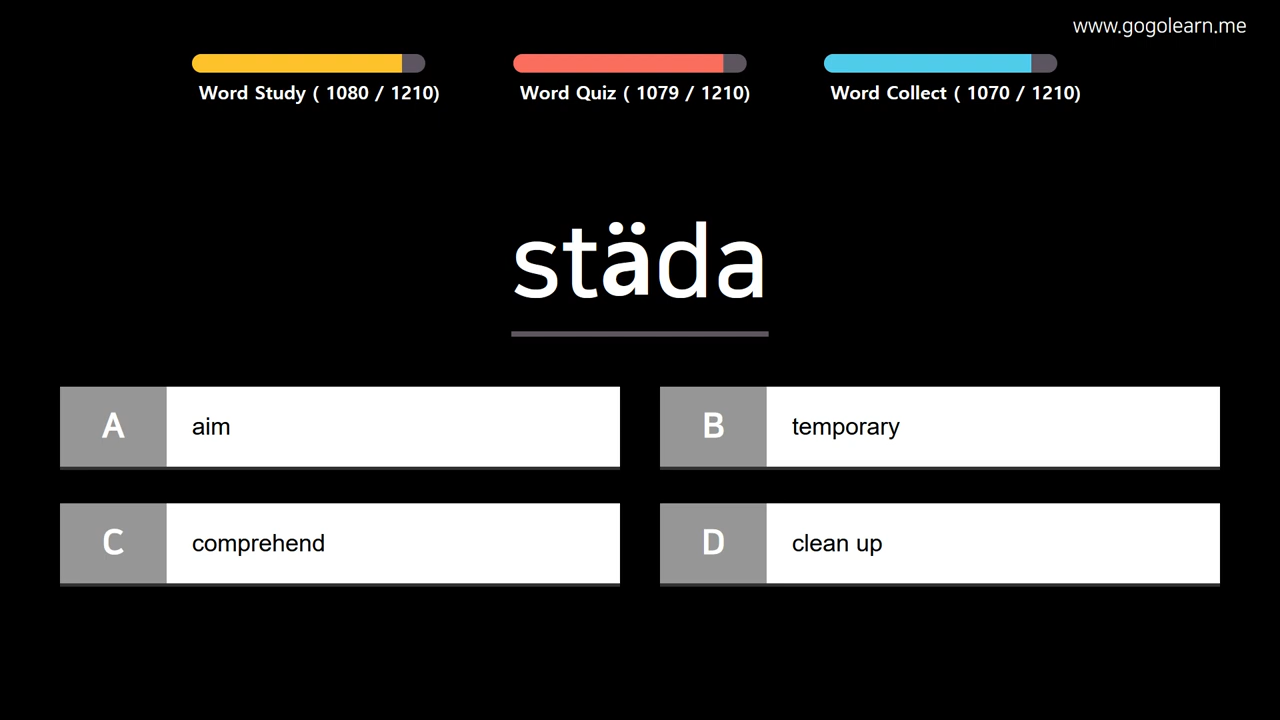 www.gogolearn.me
Word Study ( 1080 / 1210)
Word Quiz ( 1079 / 1210)
Word Collect ( 1070 / 1210)
städa
A aim
B temporary
C comprehend
D clean up